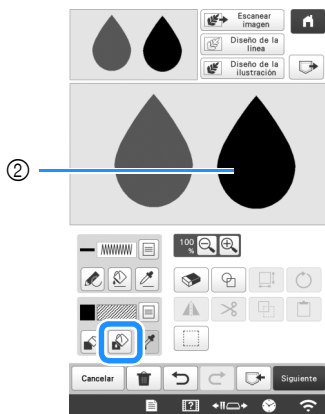 Escanear
imagen
Diseño de la
línea
Diseño de la
ilustración
②
100
%
Cancelar
Siguiente